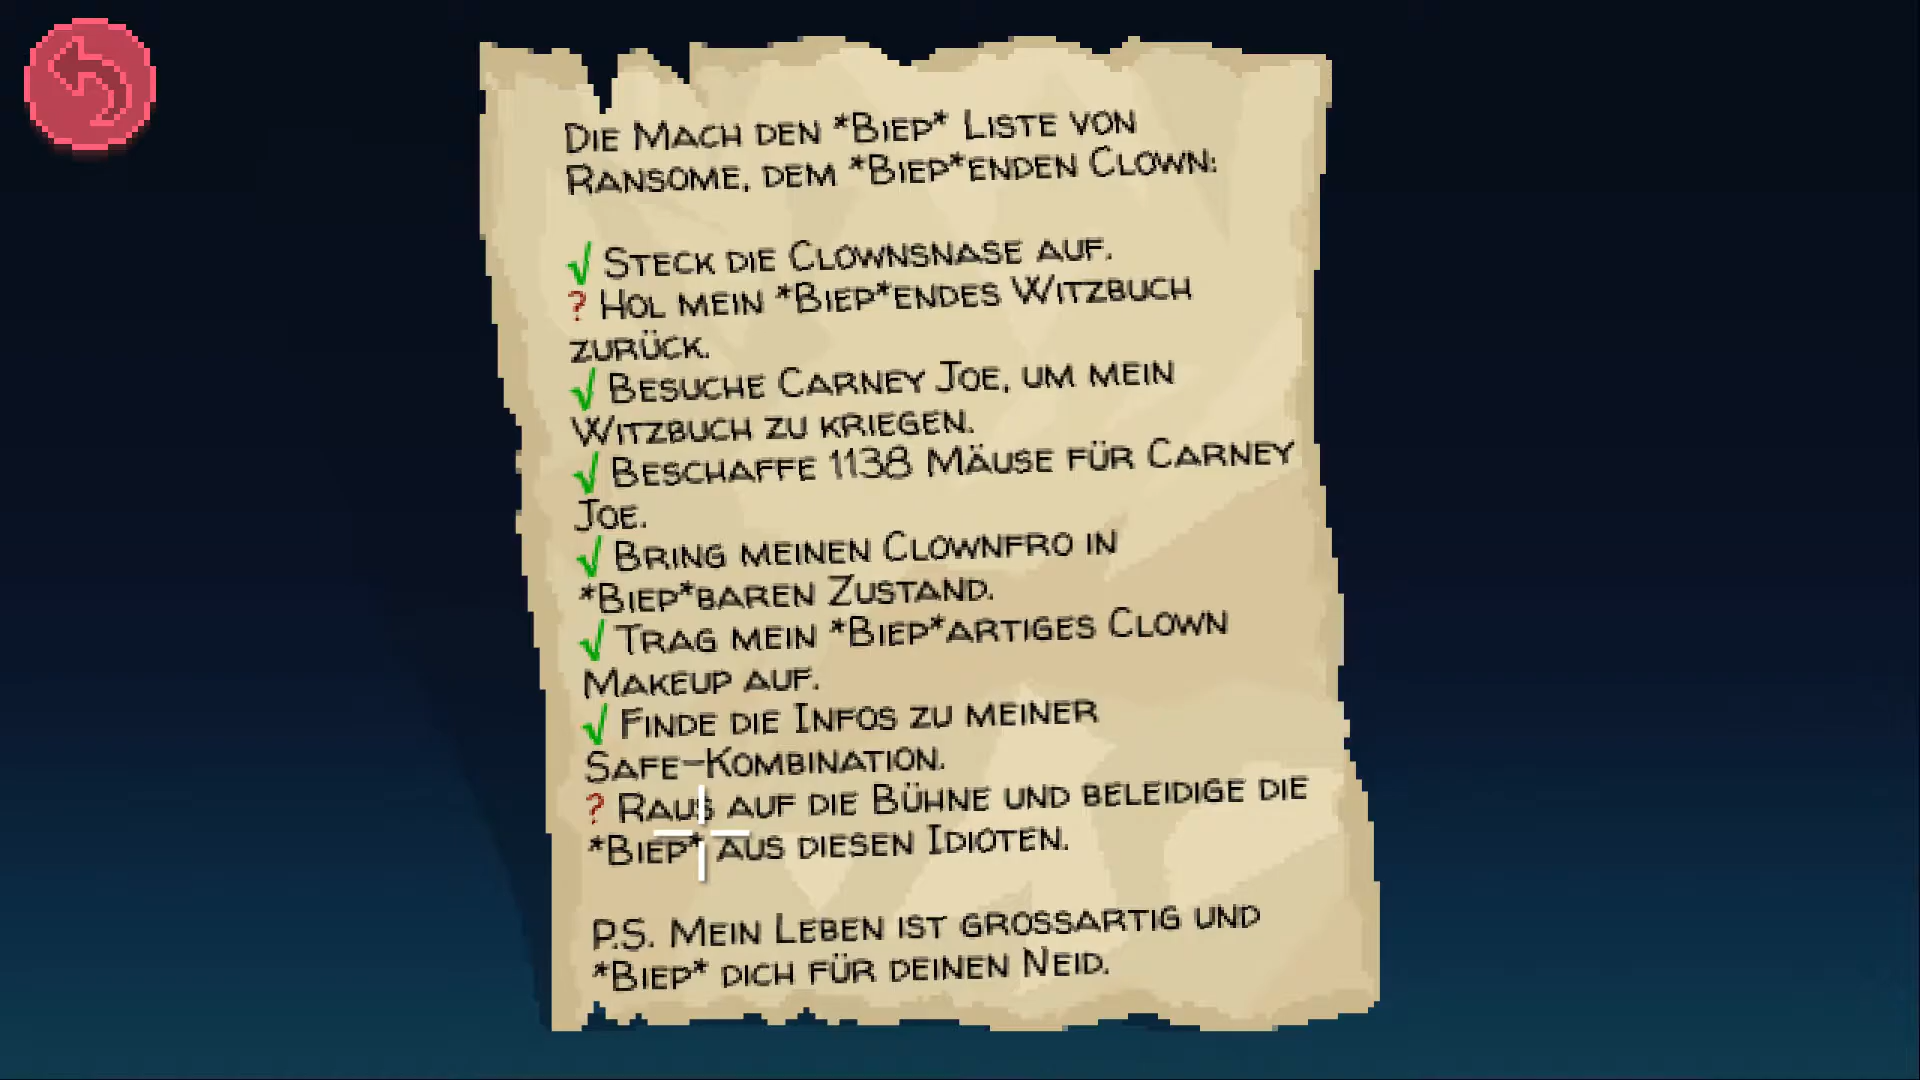 Die Mach den *Biep* Liste von
Ransome, dem *Biep*enden Clown:
√ Steck die Clownsnase auf.
? Hol mein *Biep*endes Witzbuch
zurück.
√ Besuche Carney Joe, um mein
Witzbuch zu kriegen.
√ Beschaffe 1138 Mäuse für Carney
Joe.
√ Bring meinen Clownfro in
*Biep*baren Zustand.
√ Trag mein *Biep*artiges Clown
Makeup auf.
√ Finde die Infos zu meiner
Safe-Kombination.
? Raus auf die Bühne und beleidige die
*Biep* aus diesen Idioten.
P.S. Mein Leben ist grossartig und
*Biep* dich für deinen Neid.